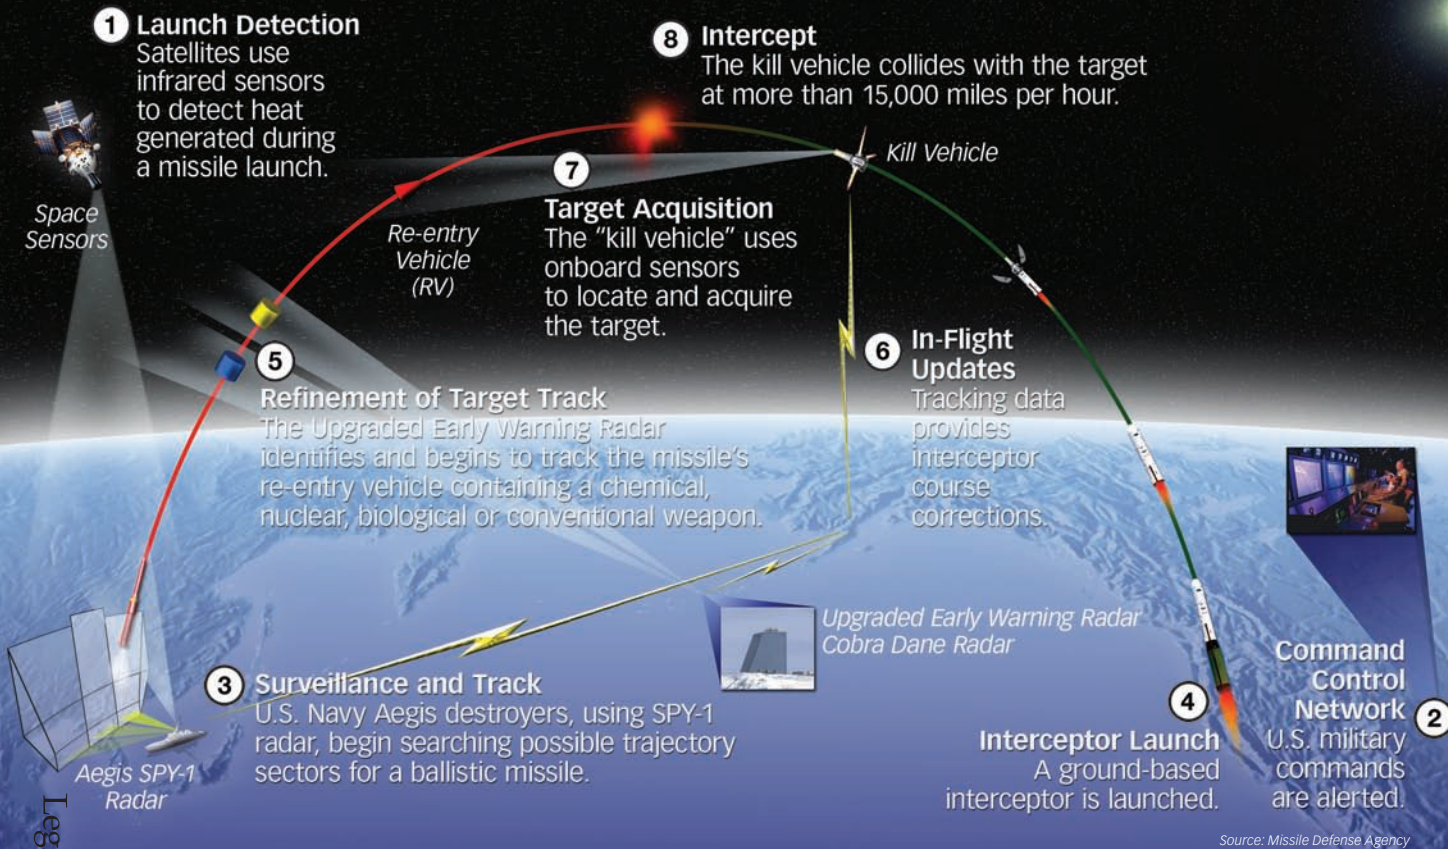 1
Launch Detection
Satellites use
infrared sensors
to detect heat
generated during
a missile launch.
Space
Sensors
8
Intercept
The kill vehicle collides with the target
at more than 15,000 miles per hour.
Kill Vehicle
7
Target Acquisition
The “kill vehicle” uses
onboard sensors
to locate and acquire
the target.
Re-entry
Vehicle
(RV)
6
In-Flight
Updates
Tracking data
provides
interceptor
course
corrections.
5
Refinement of Target Track
The Upgraded Early Warning Radar
identifies and begins to track the missile’s
re-entry vehicle containing a chemical,
nuclear, biological or conventional weapon.
Upgraded Early Warning Radar
Cobra Dane Radar
3
Surveillance and Track
U.S. Navy Aegis destroyers, using SPY-1
radar, begin searching possible trajectory
sectors for a ballistic missile.
Aegis SPY-1
Radar
4
Interceptor Launch
A ground-based
interceptor is launched.
Command
Control
Network
2
U.S. military
commands
are alerted.
Leg
Source: Missile Defense Agency